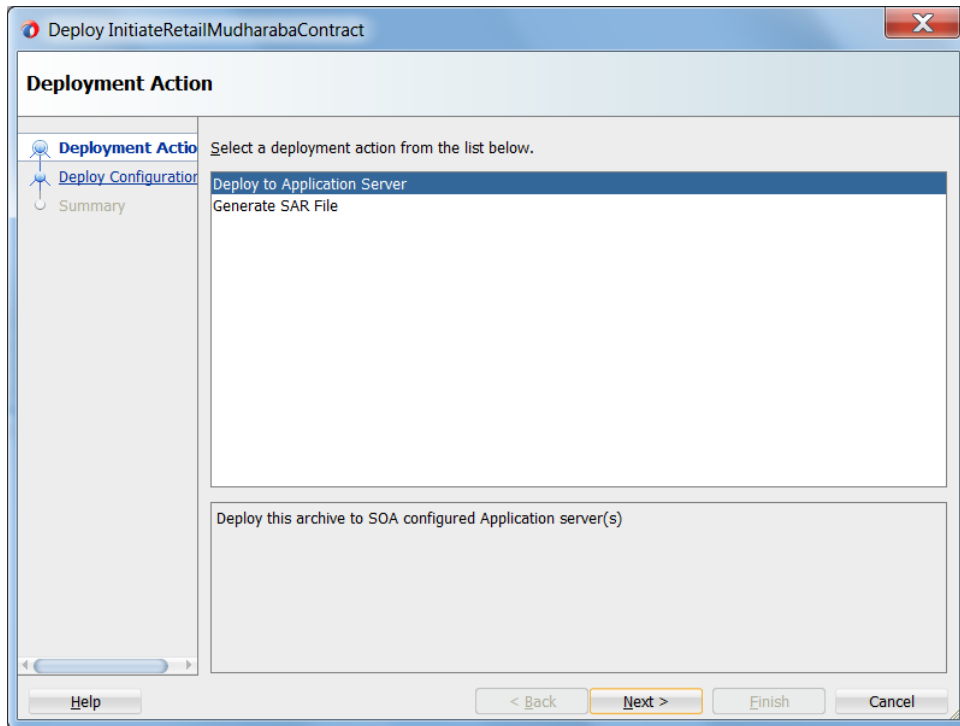 Deploy InitiateRetailMudharabaContract
Deployment Action
Deployment Actio
Deploy Configuration
Summary
Select a deployment action from the list below.
Deploy to Application Server
Generate SAR File
Deploy this archive to SOA configured Application server(s)
Help
< Back
Next >
Finish
Cancel